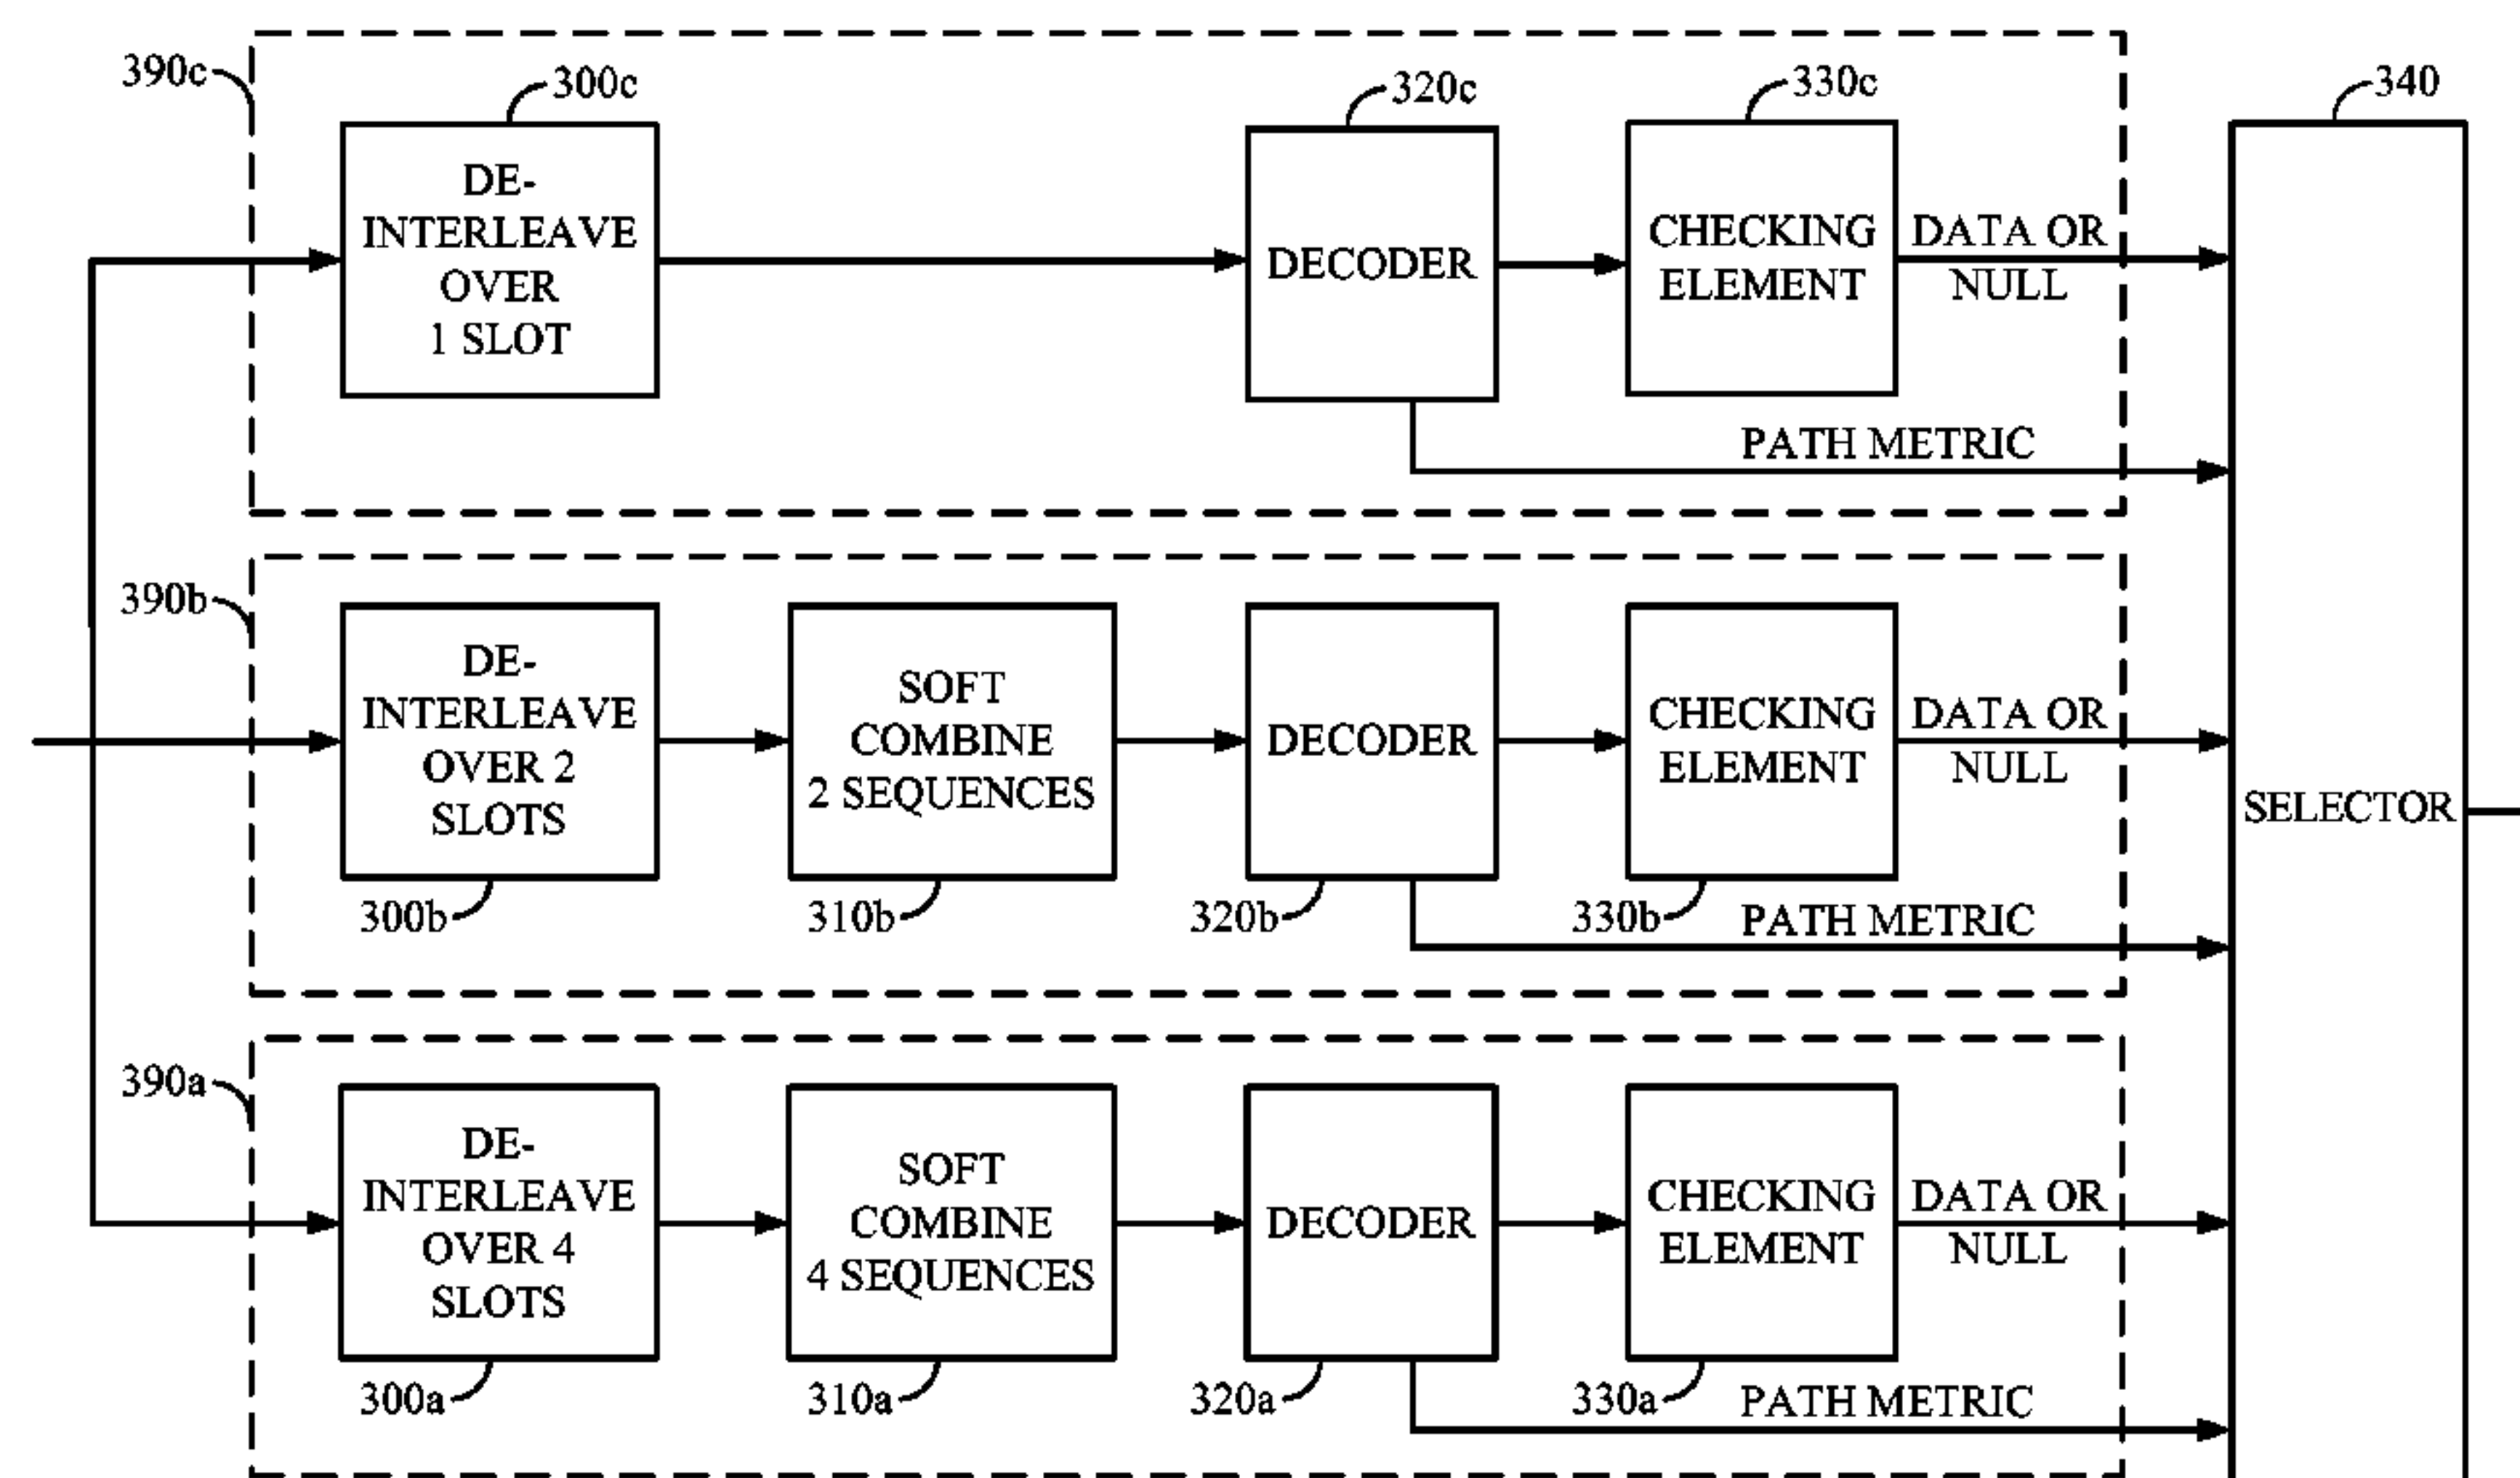 390c
300c
320c
330c
340
DE-
INTERLEAVE
OVER
1 SLOT
DECODER
CHECKING
ELEMENT
DATA OR
NULL
PATH METRIC
390b
DE-
INTERLEAVE
OVER 2
SLOTS
SOFT
COMBINE
2 SEQUENCES
DECODER
CHECKING
ELEMENT
DATA OR
NULL
SELECTOR
300b
310b
320b
330b
PATH METRIC
390a
DE-
INTERLEAVE
OVER 4
SLOTS
SOFT
COMBINE
4 SEQUENCES
DECODER
CHECKING
ELEMENT
DATA OR
NULL
300a
310a
320a
330a
PATH METRIC